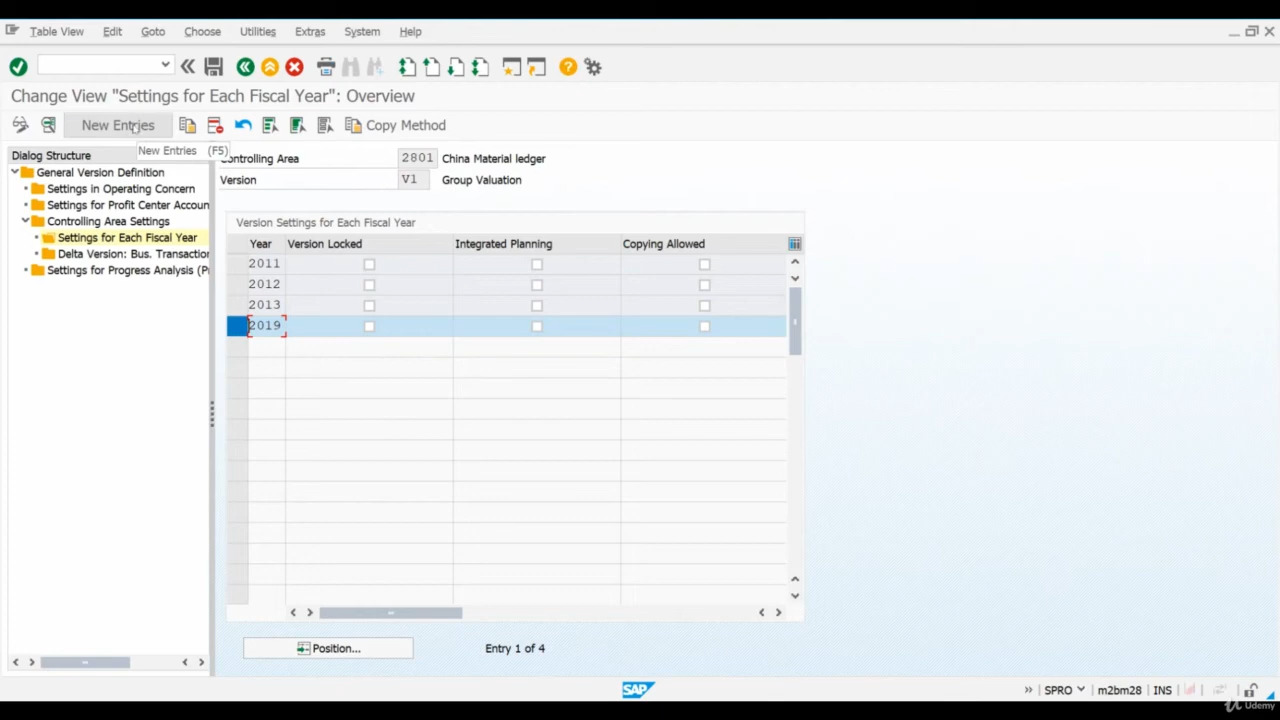 Table View Edit Goto Choose Utilities Extras System Help
Change View "Settings for Each Fiscal Year": Overview
New Entries Copy Method
New Entries (F5)
Dialog Structure
General Version Definition
Settings in Operating Concern
Settings for Profit Center Accoun
Controlling Area Settings
Settings for Each Fiscal Year
Delta Version: Bus. Transaction
Settings for Progress Analysis (P
Controlling Area 2801 China Material ledger
Version V1 Group Valuation
Version Settings for Each Fiscal Year
Year Version Locked Integrated Planning Copying Allowed
2011
2012
2013
2019
Position... Entry 1 of 4
SAP
SPRO m2bm28 INS
Udemy